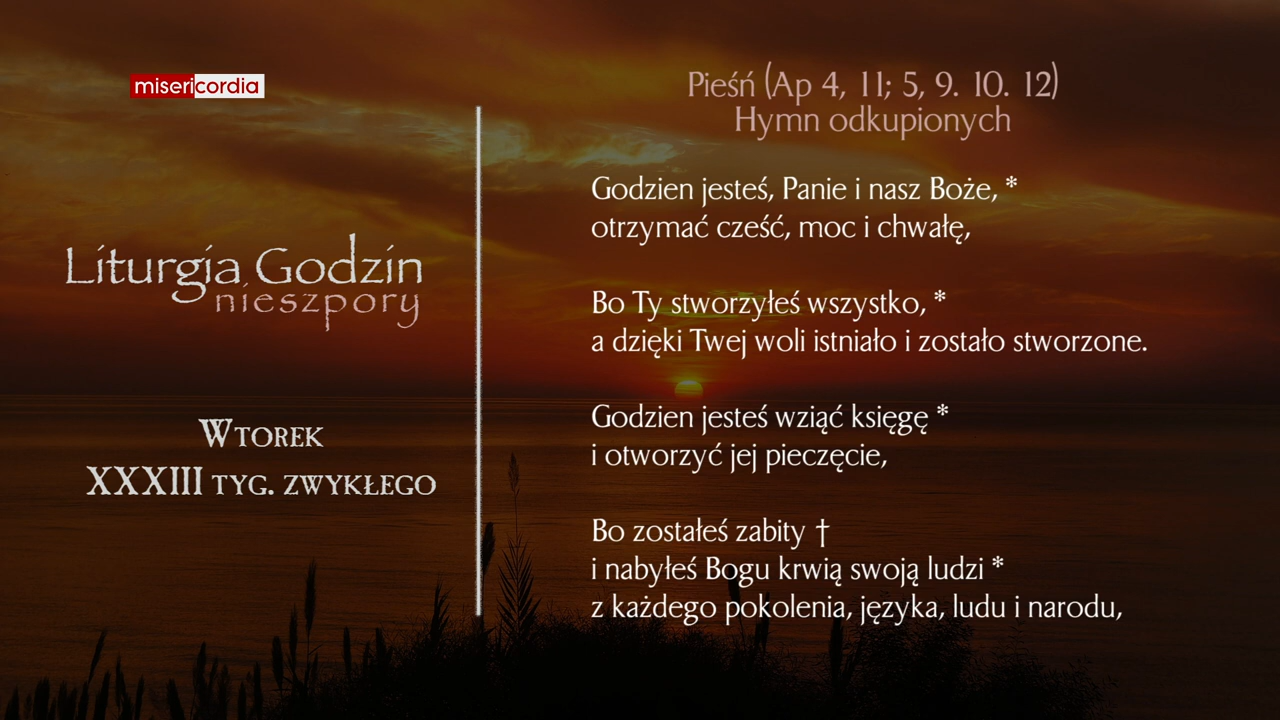 misericordia
Liturgia Godzin
nieszpory
Wtorek
XXXIII tyg. zwykłego
Pieśń (Ap 4, 11; 5, 9. 10. 12)
Hymn odkupionych
Godzien jesteś, Panie i nasz Boże, *
otrzymać cześć, moc i chwałę,
Bo Ty stworzyłeś wszystko, *
a dzięki Twej woli istniało i zostało stworzone.
Godzien jesteś wziąć księgę *
i otworzyć jej pieczęcie,
Bo zostałeś zabity †
i nabyłeś Bogu krwią swoją ludzi *
z każdego pokolenia, języka, ludu i narodu,